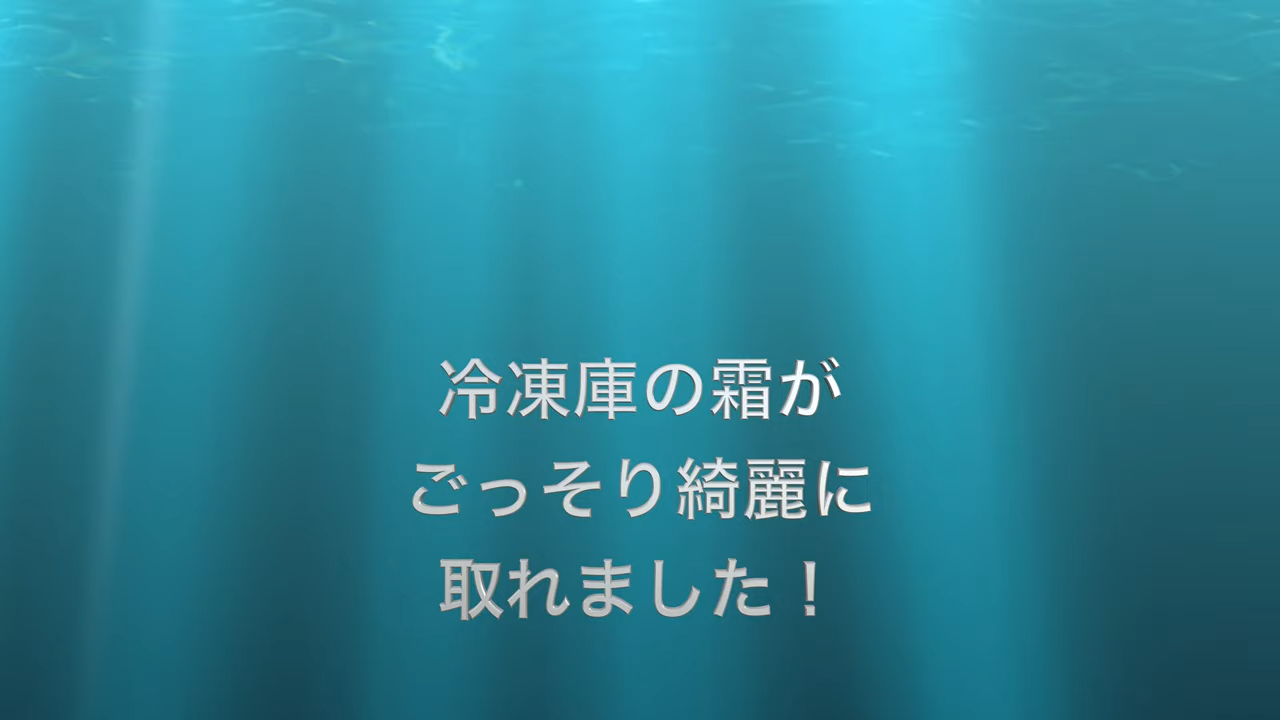 冷凍庫の霜が
ごっそり綺麗に
取れました！